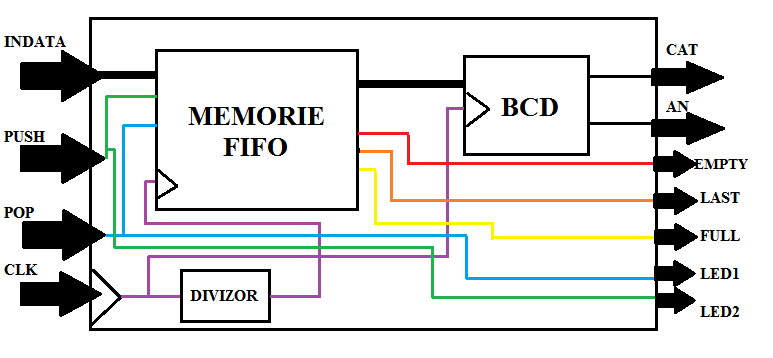 INDATA
PUSH
POP
CLK
MEMORIE
FIFO
DIVIZOR
BCD
CAT
AN
EMPTY
LAST
FULL
LED1
LED2